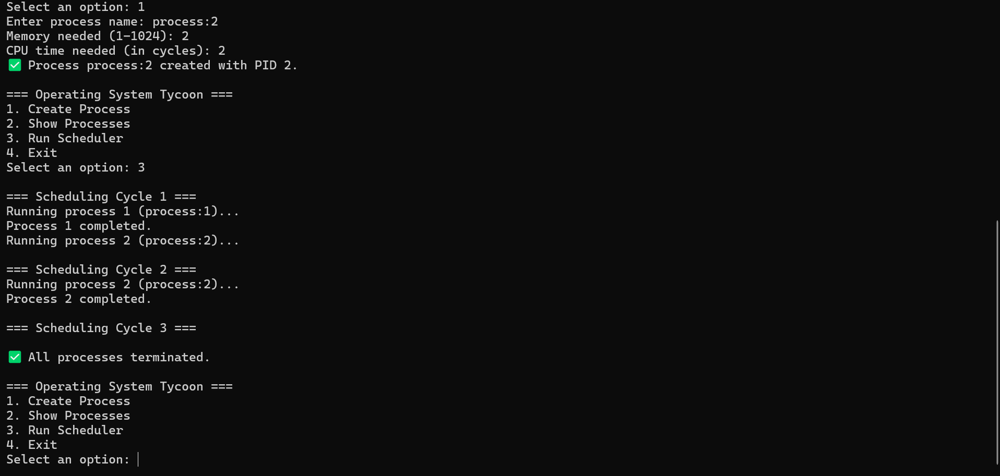 Select an option: 1
Enter process name: process:2
Memory needed (1-1024): 2
CPU time needed (in cycles): 2
✅ Process process:2 created with PID 2.
=== Operating System Tycoon ===
1. Create Process
2. Show Processes
3. Run Scheduler
4. Exit
Select an option: 3
=== Scheduling Cycle 1 ===
Running process 1 (process:1)...
Process 1 completed.
Running process 2 (process:2)...
=== Scheduling Cycle 2 ===
Running process 2 (process:2)...
Process 2 completed.
=== Scheduling Cycle 3 ===
✅ All processes terminated.
=== Operating System Tycoon ===
1. Create Process
2. Show Processes
3. Run Scheduler
4. Exit
Select an option: